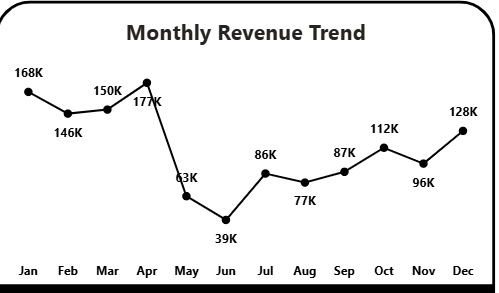 Monthly Revenue Trend
168K
146K
150K
177K
63K
39K
86K
77K
87K
112K
96K
128K
Jan Feb Mar Apr May Jun Jul Aug Sep Oct Nov Dec